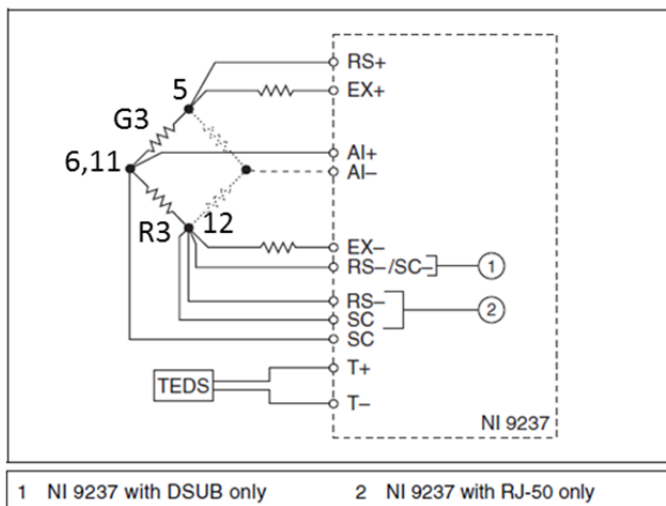 RS+
5
EX+
G3
6,11
AI+
AI–
R3
12
EX–
RS–/SC–
1
RS–
SC
2
SC
T+
TEDS
T–
NI 9237
1 NI 9237 with DSUB only
2 NI 9237 with RJ-50 only